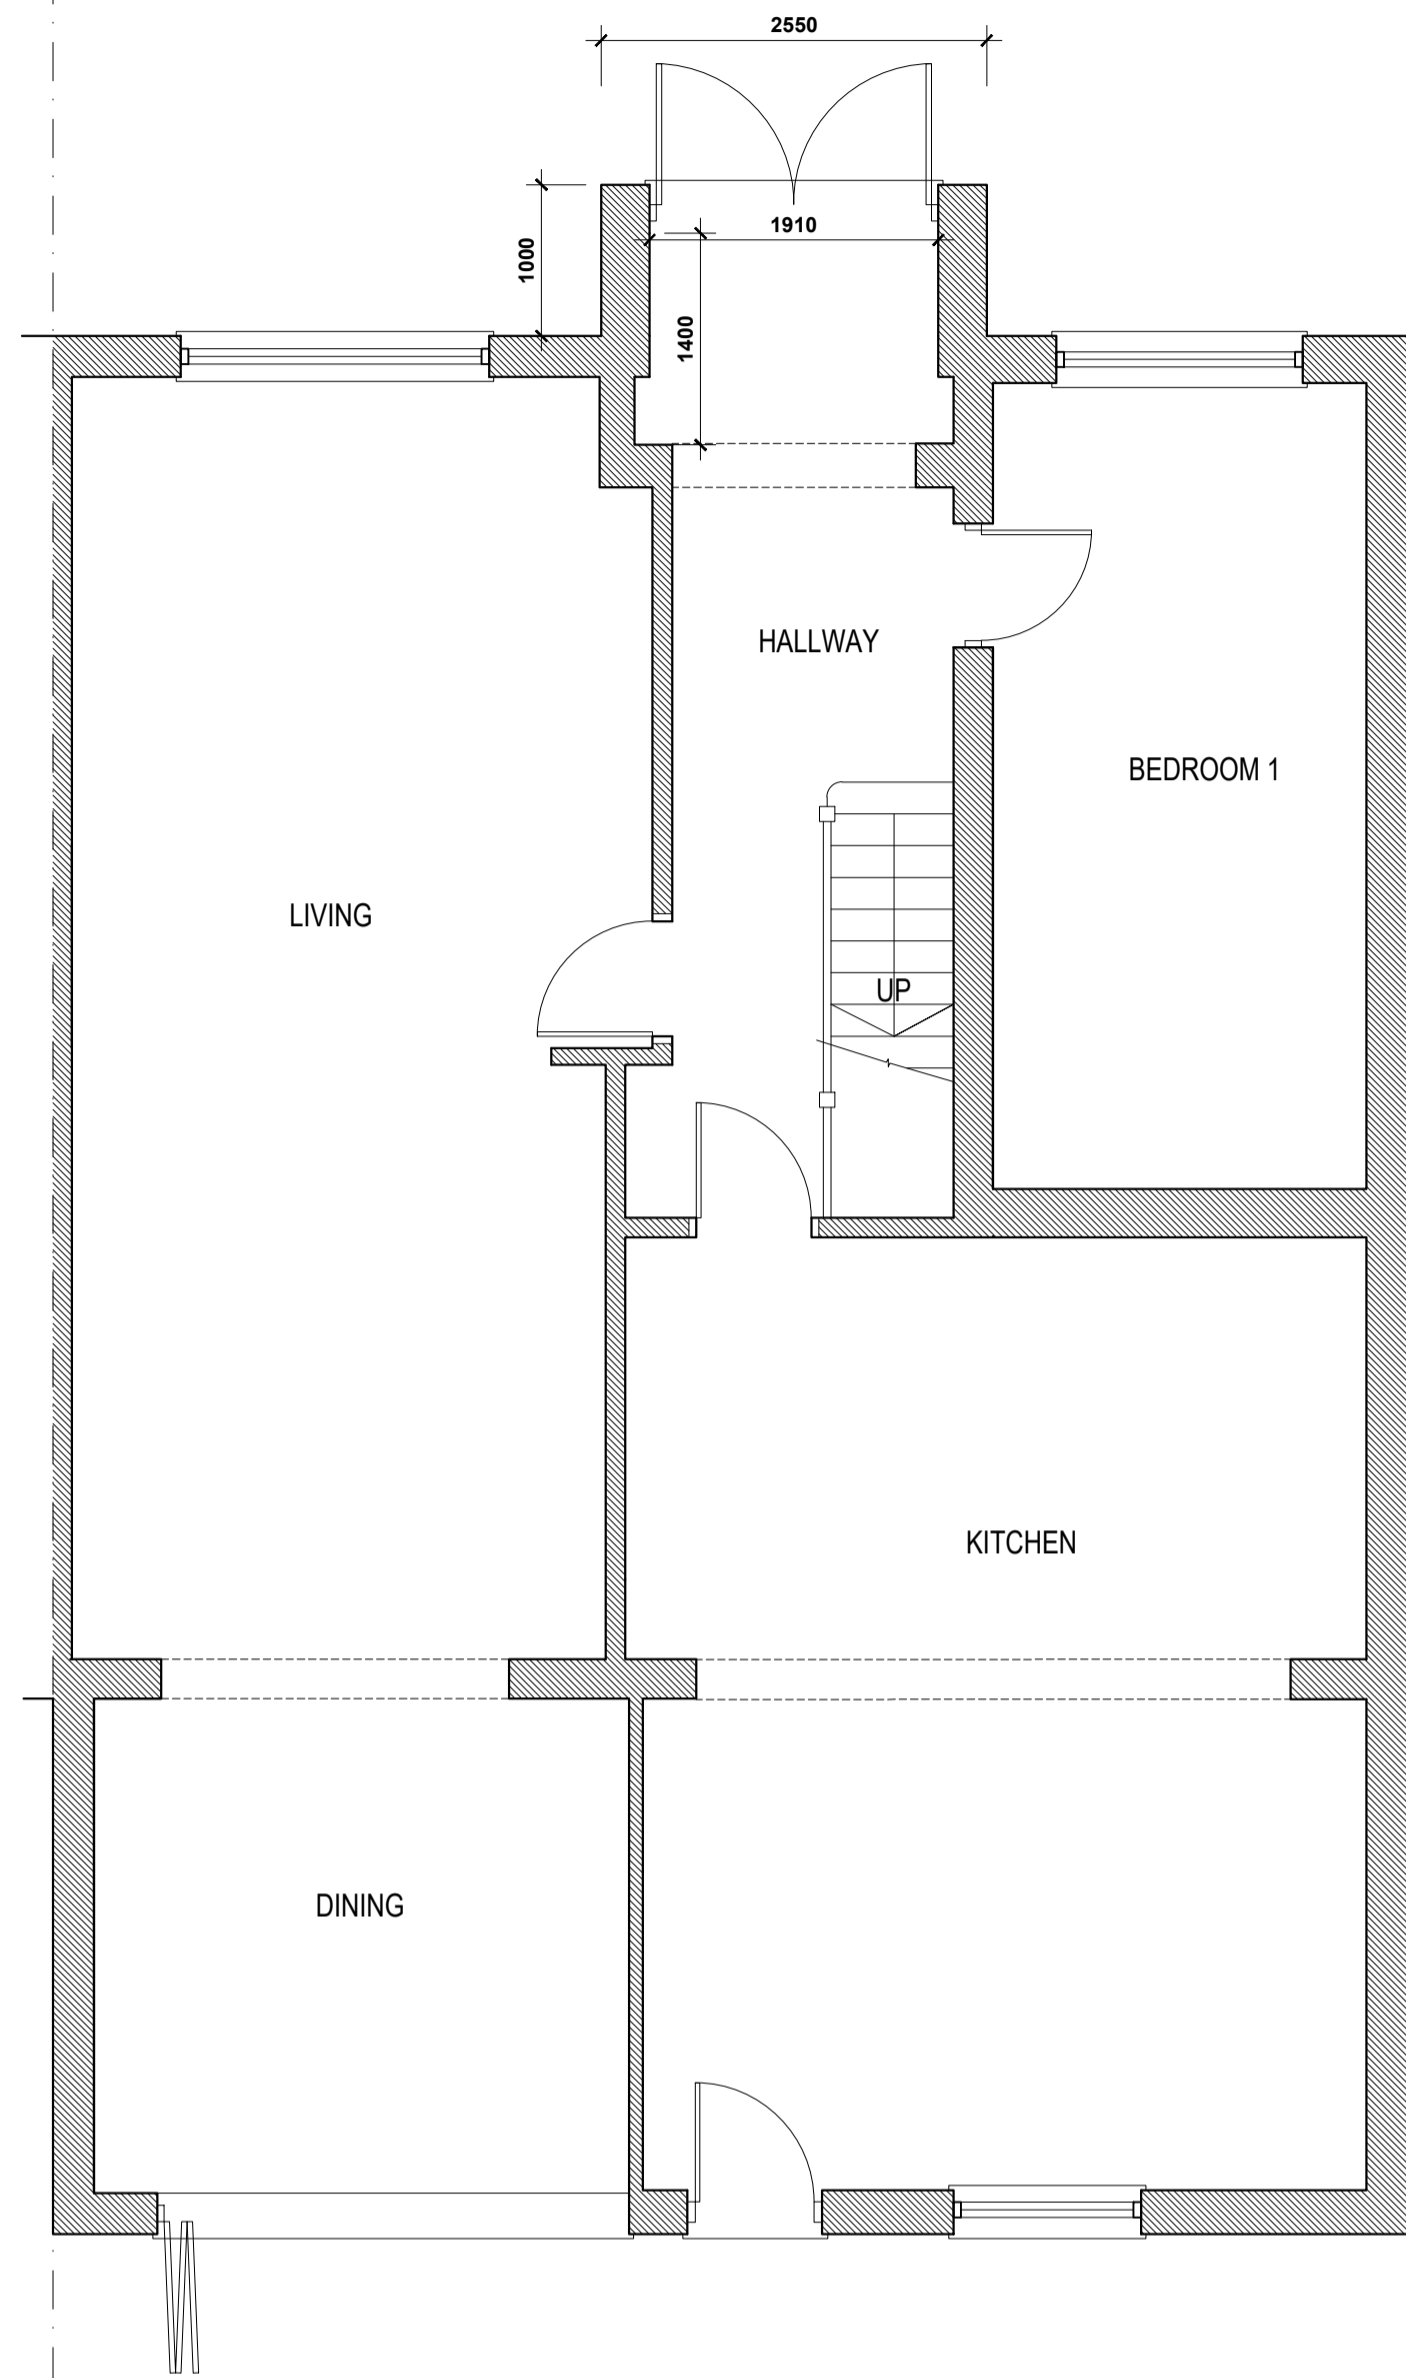 2550
1910
1000
1400
HALLWAY
BEDROOM 1
LIVING
UP
KITCHEN
DINING